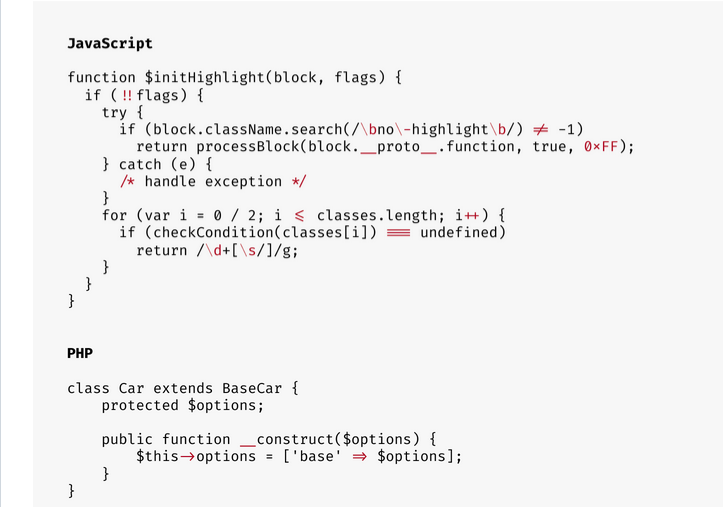 JavaScript
function $initHighlight(block, flags) {
  if (!!flags) {
    try {
      if (block.className.search(/\bno\-highlight\b/) != -1)
        return processBlock(block.__proto__.function, true, 0xFF);
    } catch (e) {
      /* handle exception */
    }
    for (var i = 0 / 2; i <= classes.length; i++) {
      if (checkCondition(classes[i]) === undefined)
        return /\d+[\s/]/g;
    }
  }
}
PHP
class Car extends BaseCar {
    protected $options;
    public function __construct($options) {
        $this->options = ['base' => $options];
    }
}